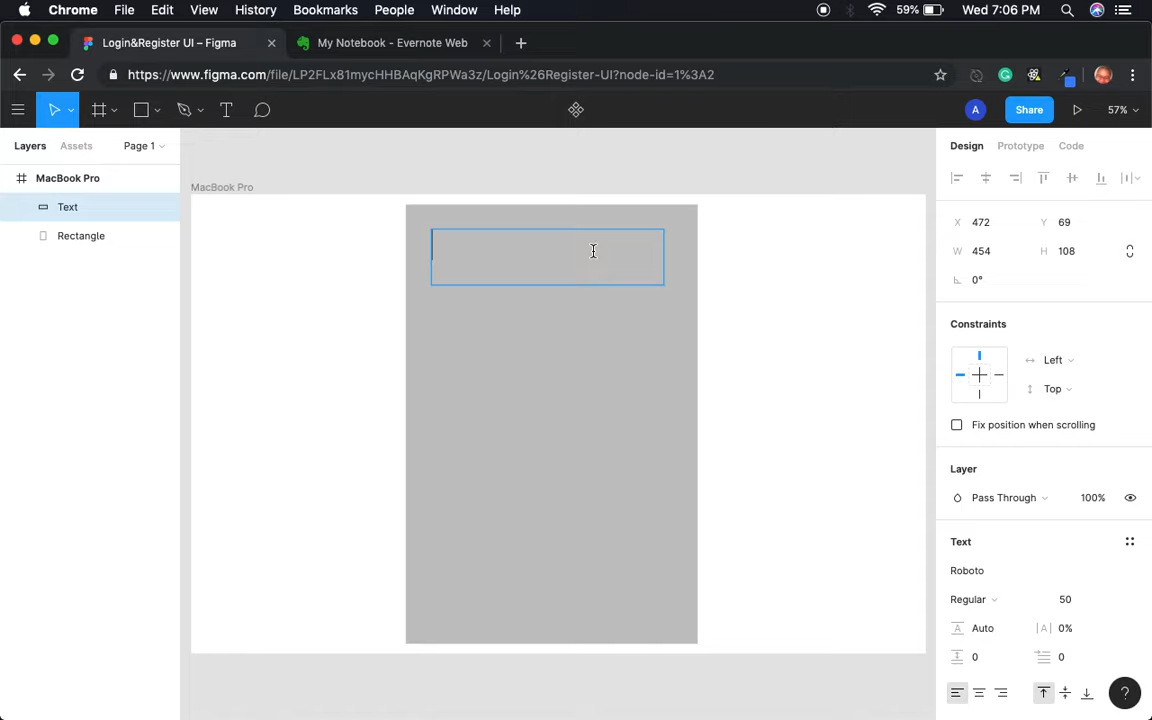 Chrome File Edit View History Bookmarks People Window Help 59% Wed 7:06 PM
Login&Register UI – Figma My Notebook - Evernote Web
https://www.figma.com/file/LP2FLx81mycHHBAqKgRPWa3z/Login%26Register-UI?node-id=1%3A2
A Share 57%
Layers Assets Page 1 Design Prototype Code
MacBook Pro
MacBook Pro
Text
Rectangle
X 472 Y 69
W 454 H 108
0°
Constraints
Left
Top
Fix position when scrolling
Layer
Pass Through 100%
Text
Roboto
Regular 50
A Auto |A| 0%
0 0
?